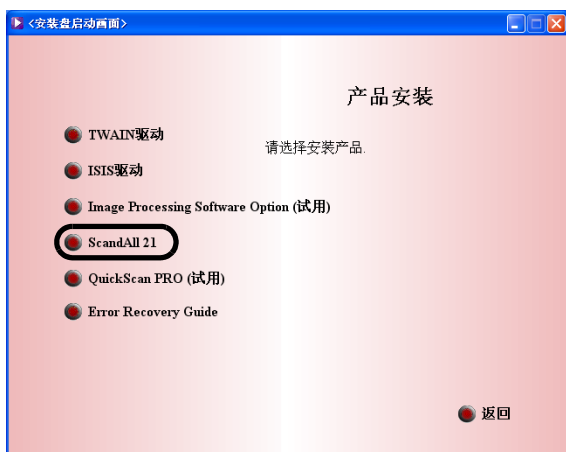 <安装盘启动画面>
产品安装
TWAIN驱动
请选择安装产品.
ISIS驱动
Image Processing Software Option (试用)
ScandAll 21
QuickScan PRO (试用)
Error Recovery Guide
返回